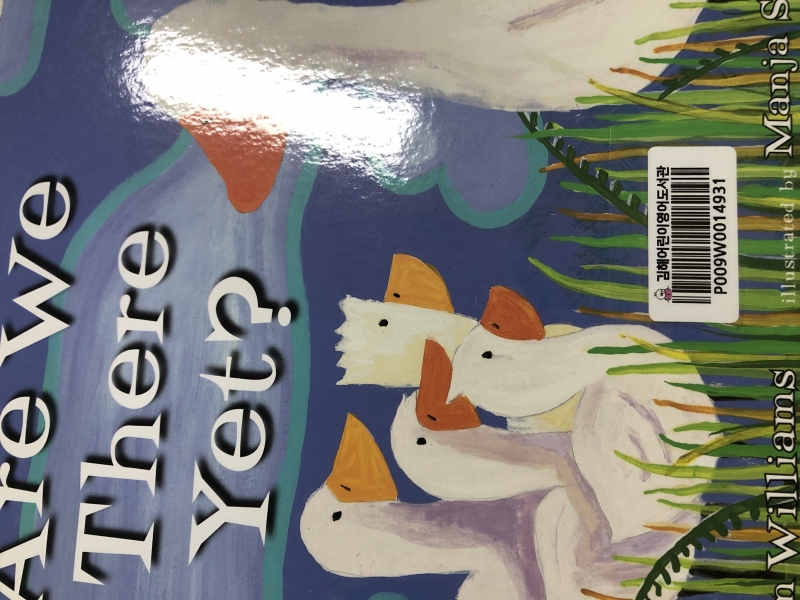 Are We
There
Yet?
김해어린이영어도서관
P009W0014931
Williams
illustrated by Manja